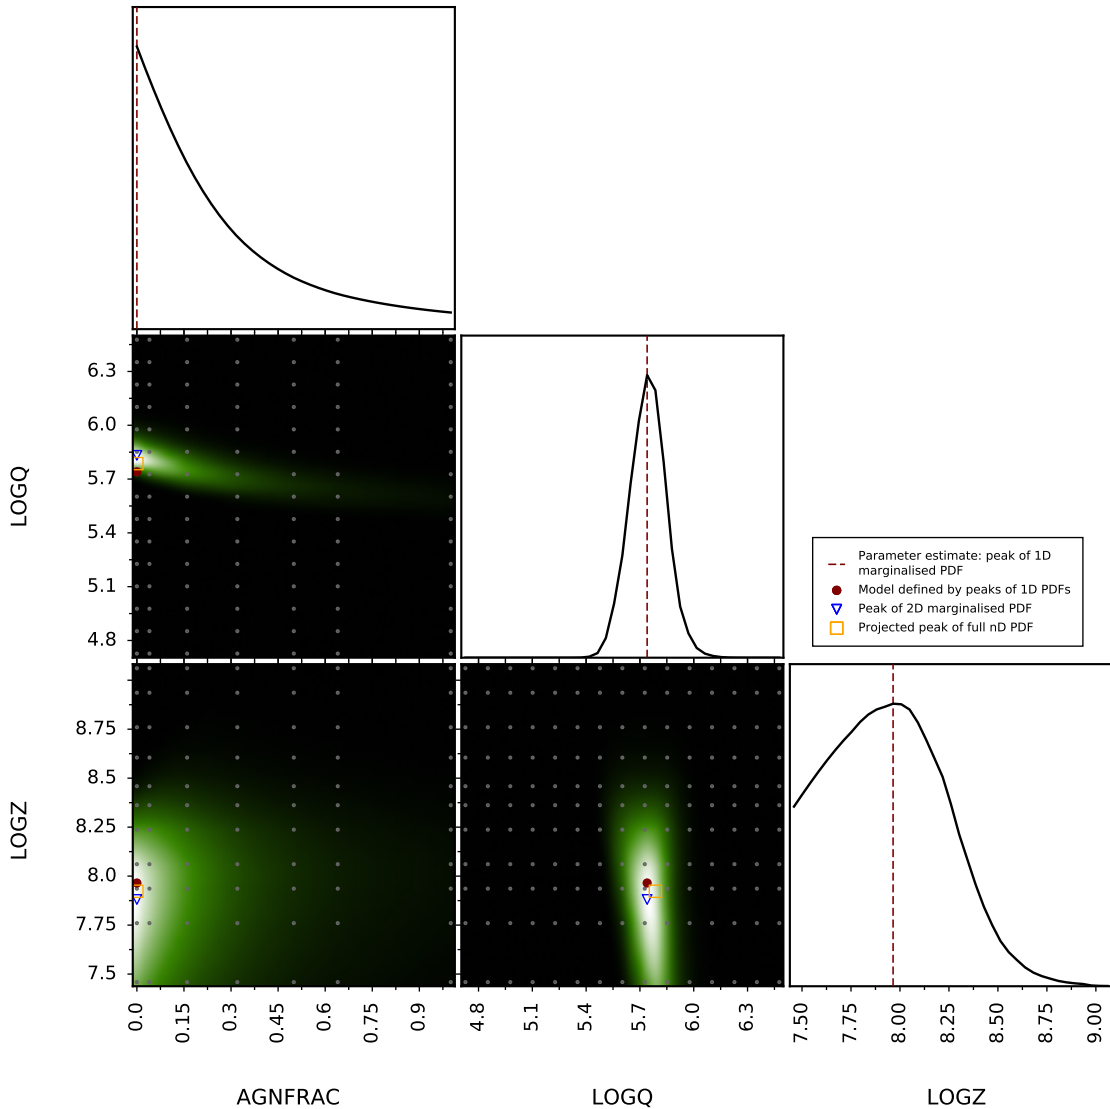 6.3
6.0
5.7
5.4
5.1
4.8
LOGQ
Parameter estimate: peak of 1D
marginalised PDF
Model defined by peaks of 1D PDFs
Peak of 2D marginalised PDF
Projected peak of full nD PDF
8.75
8.5
8.25
8.0
7.75
7.5
LOGZ
0.0 0.15 0.3 0.45 0.6 0.75 0.9
4.8 5.1 5.4 5.7 6.0 6.3
7.50 7.75 8.00 8.25 8.50 8.75 9.00
AGNFRAC
LOGQ
LOGZ